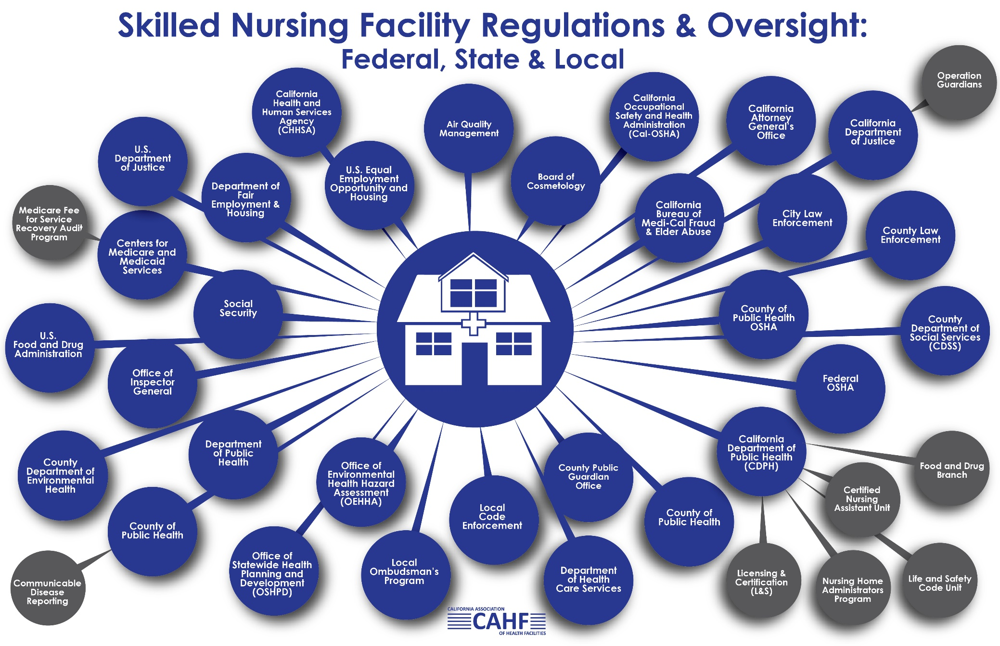 Skilled Nursing Facility Regulations & Oversight:
Federal, State & Local
Operation
Guardians
California
Health and
Human Services
Agency
(CHHSA)
Air Quality
Management
California
Occupational
Safety and Health
Administration
(Cal-OSHA)
California
Attorney
General's
Office
California
Department
of Justice
U.S.
Department
of Justice
Department of
Fair
Employment &
Housing
U.S. Equal
Employment
Opportunity and
Housing
Board of
Cosmetology
California
Bureau of
Medi-Cal Fraud
& Elder Abuse
City Law
Enforcement
County Law
Enforcement
Medicare Fee
for Service
Recovery Audit
Program
Centers for
Medicare and
Medicaid
Services
Social
Security
County of
Public Health
OSHA
County
Department of
Social Services
(CDSS)
U.S.
Food and Drug
Administration
Office of
Inspector
General
Federal
OSHA
County
Department of
Environmental
Health
Department
of Public
Health
Office of
Environmental
Health Hazard
Assessment
(OEHHA)
County Public
Guardian
Office
California
Department of
Public Health
(CDPH)
Food and Drug
Branch
Certified
Nursing
Assistant Unit
County of
Public Health
Local
Code
Enforcement
County of
Public Health
Communicable
Disease
Reporting
Office of
Statewide Health
Planning and
Development
(OSHPD)
Local
Ombudsman's
Program
Department
of Health
Care Services
Licensing &
Certification
(L&S)
Nursing Home
Administrators
Program
Life and Safety
Code Unit
CALIFORNIA ASSOCIATION
CAHF
OF HEALTH FACILITIES